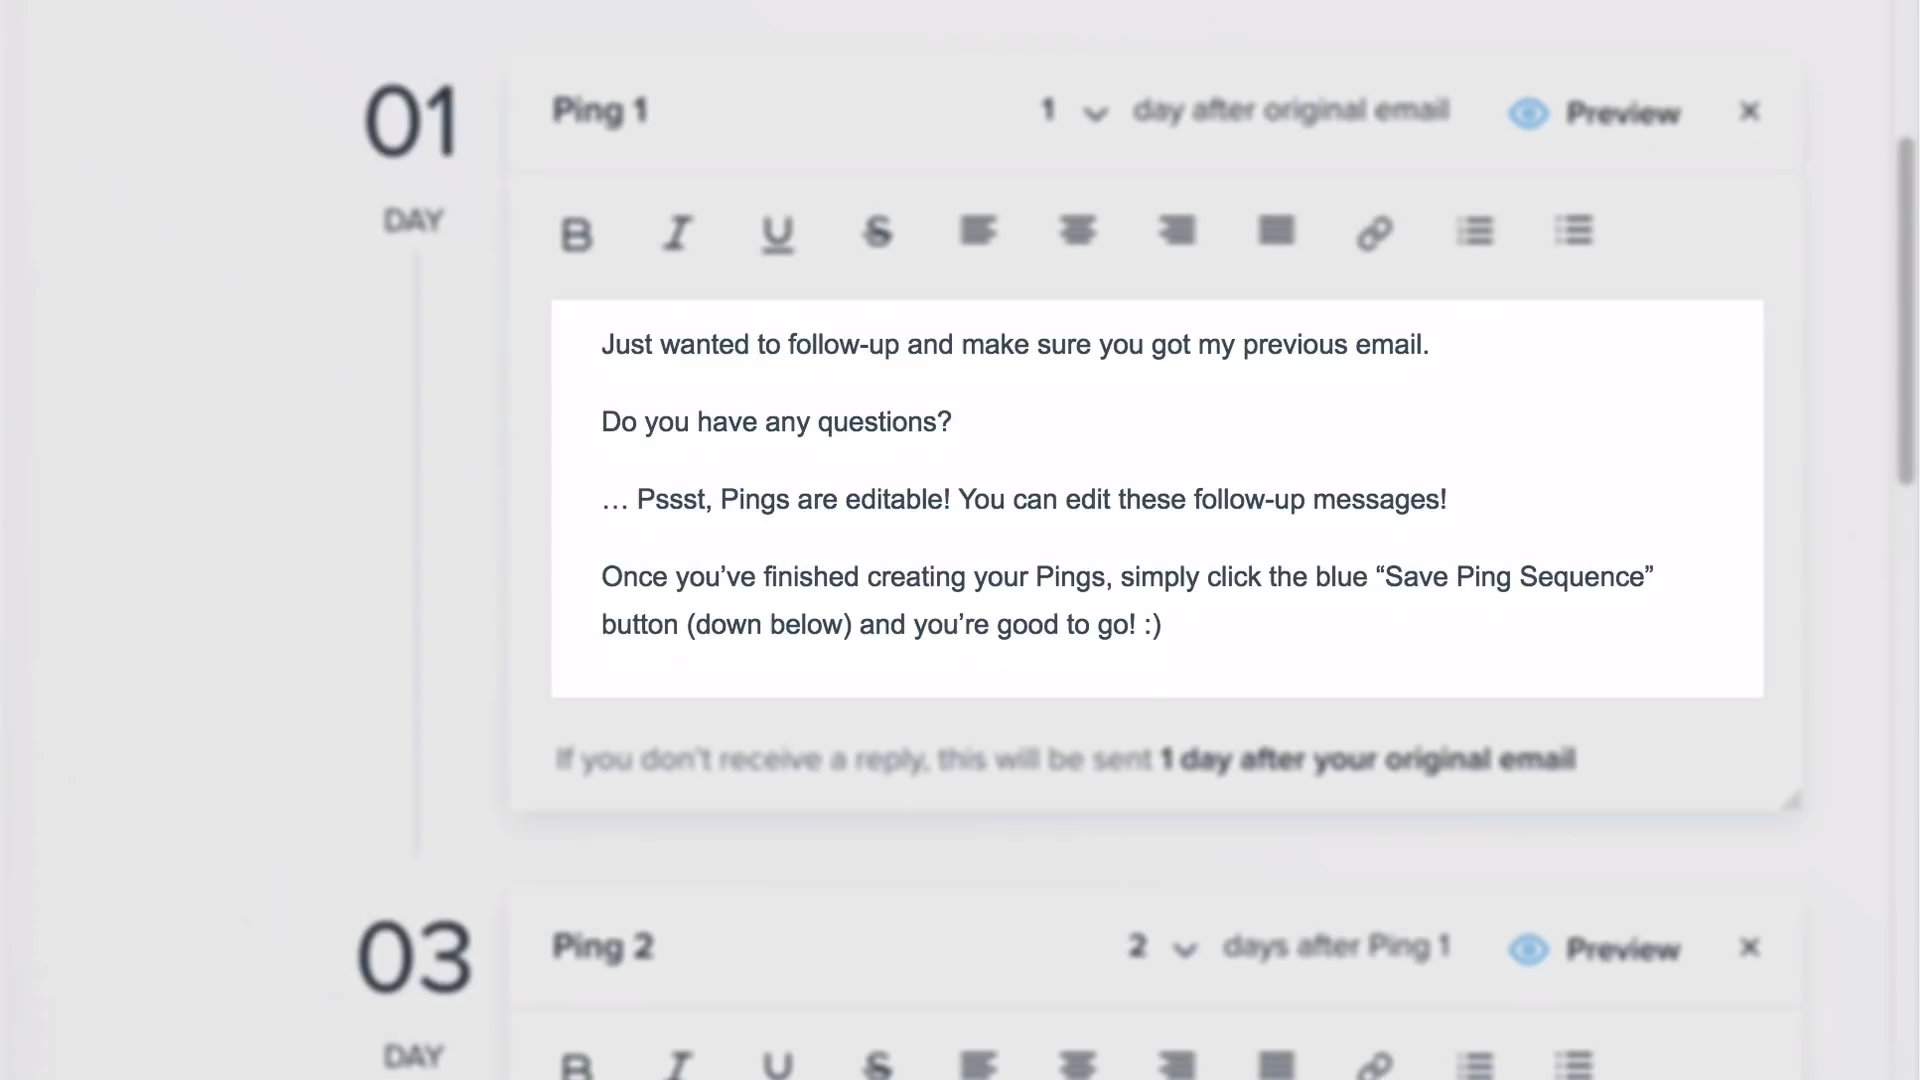 01
DAY
Ping 1
1 day after original email
Preview
Just wanted to follow-up and make sure you got my previous email.
Do you have any questions?
… Pssst, Pings are editable! You can edit these follow-up messages!
Once you’ve finished creating your Pings, simply click the blue “Save Ping Sequence”
button (down below) and you’re good to go! :)
If you don't receive a reply, this will be sent 1 day after your original email
03
DAY
Ping 2
2 days after Ping 1
Preview